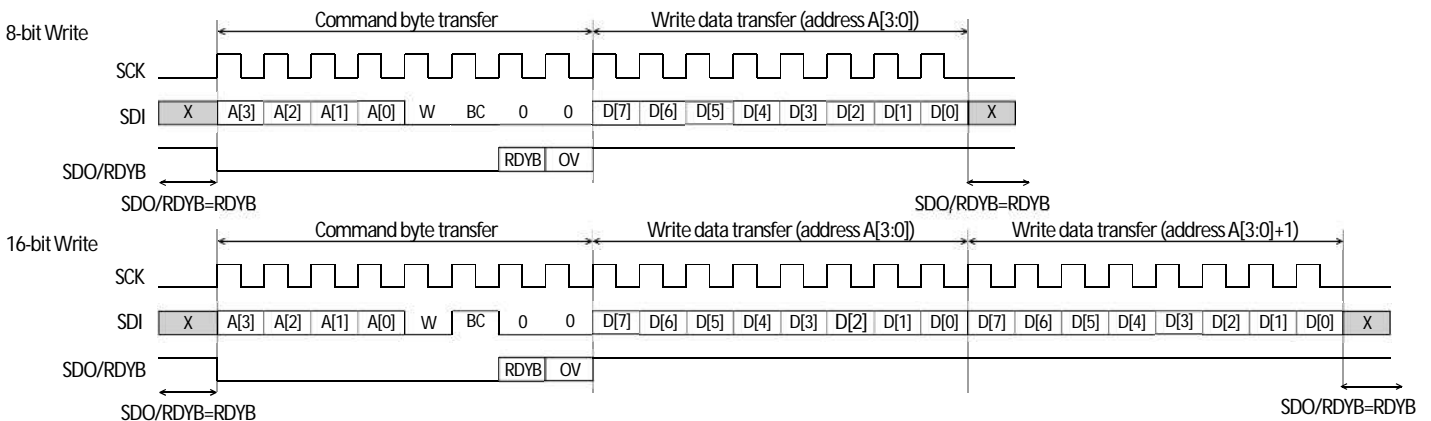 Command byte transfer Write data transfer (address A[3:0])
8-bit Write
SCK
SDI X A[3] A[2] A[1] A[0] W BC 0 0 D[7] D[6] D[5] D[4] D[3] D[2] D[1] D[0] X
RDYB OV
SDO/RDYB
SDO/RDYB=RDYB SDO/RDYB=RDYB
Command byte transfer Write data transfer (address A[3:0]) Write data transfer (address A[3:0]+1)
16-bit Write
SCK
SDI X A[3] A[2] A[1] A[0] W BC 0 0 D[7] D[6] D[5] D[4] D[3] D[2] D[1] D[0] D[7] D[6] D[5] D[4] D[3] D[2] D[1] D[0] X
SDO/RDYB RDYB OV
SDO/RDYB=RDYB SDO/RDYB=RDYB